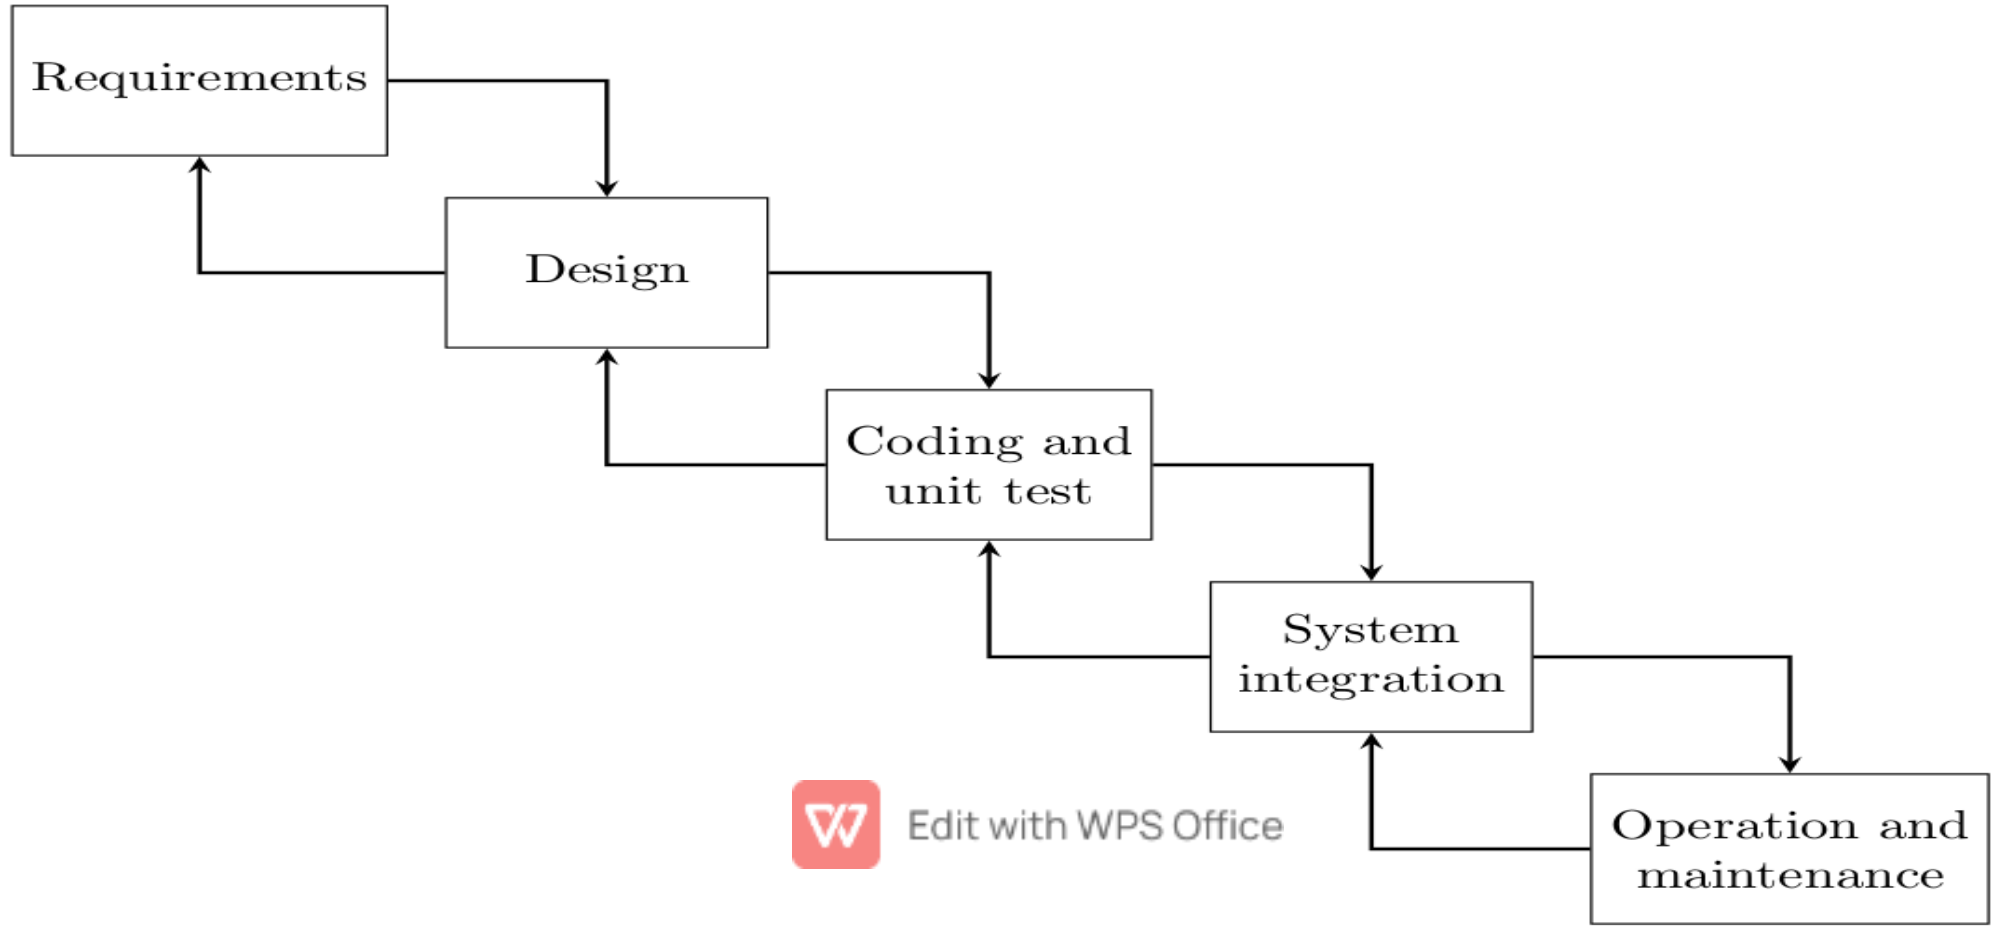 Requirements
Design
Coding and
unit test
System
integration
Operation and
maintenance
Edit with WPS Office